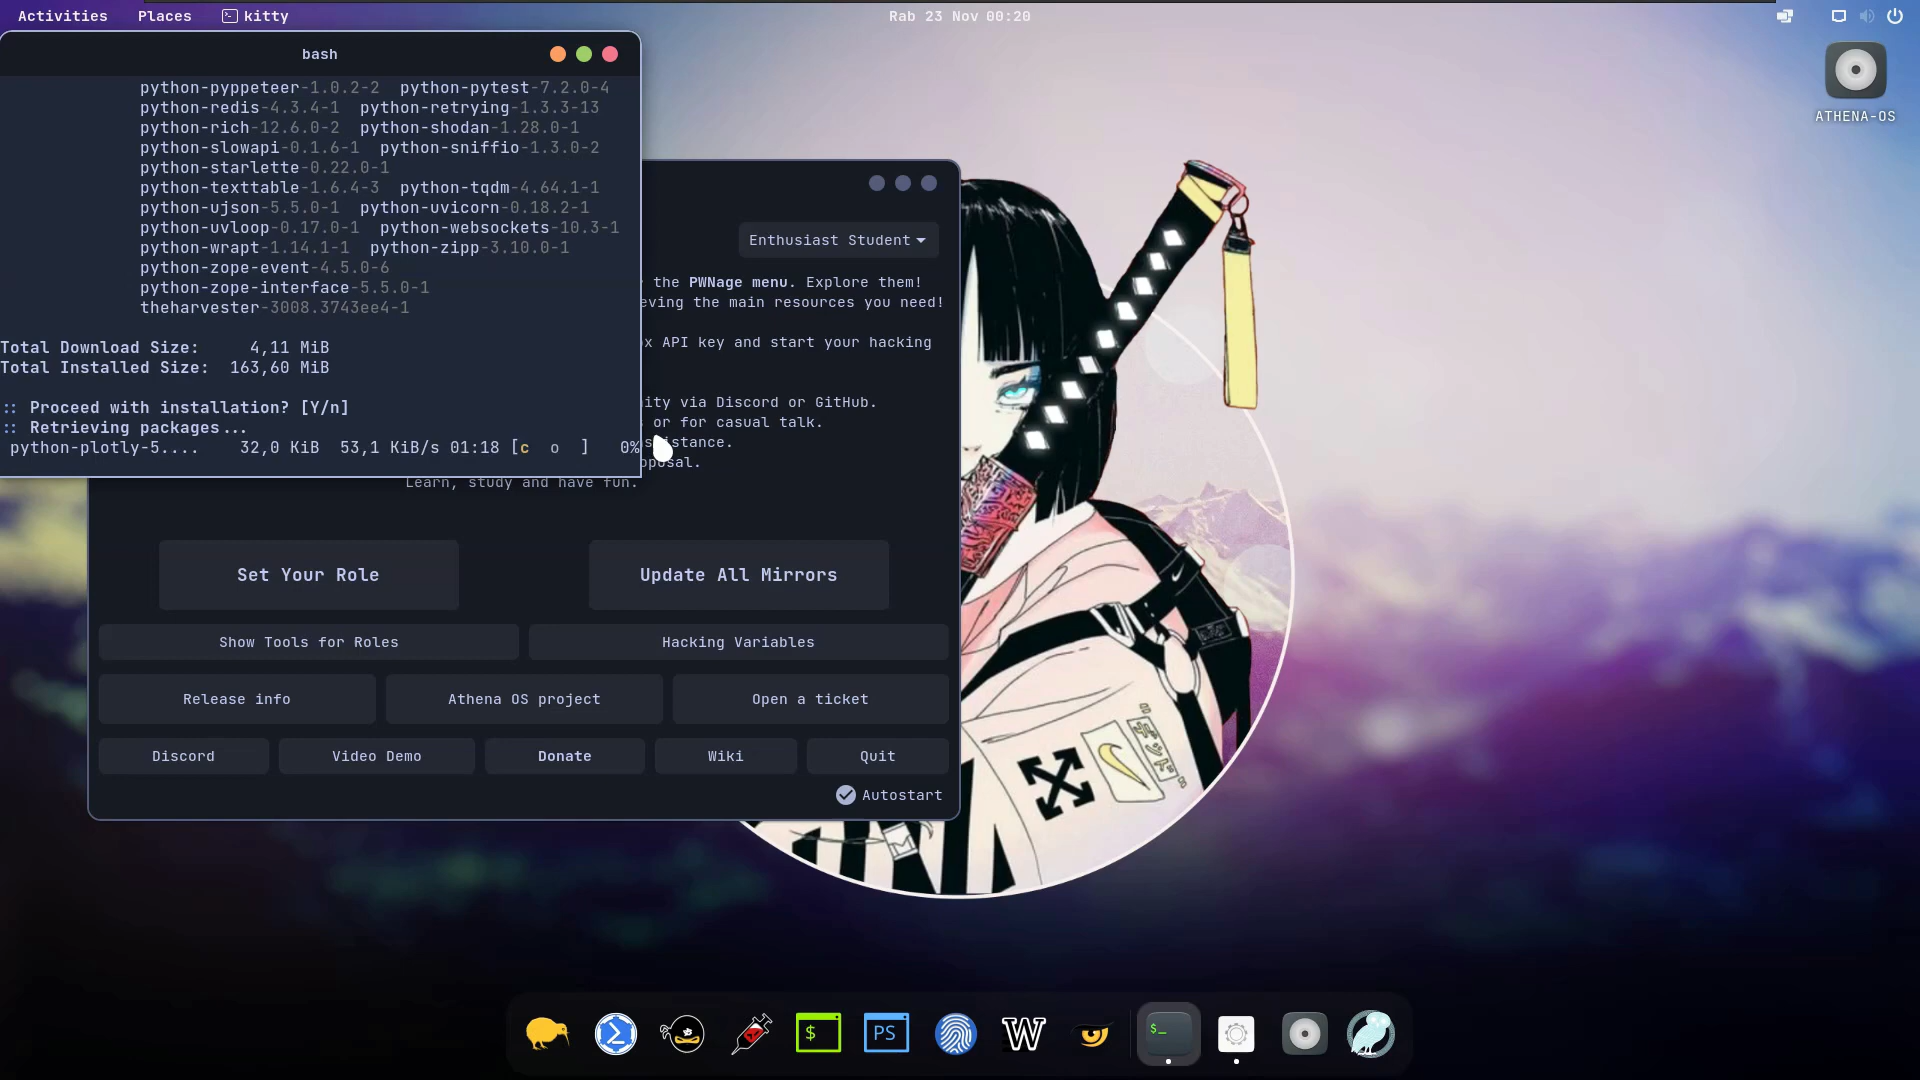 Activities Places kitty Rab 23 Nov 00:20
bash
python-pyppeteer-1.0.2-2 python-pytest-7.2.0-4
python-redis-4.3.4-1 python-retrying-1.3.3-13
python-rich-12.6.0-2 python-shodan-1.28.0-1
python-slowapi-0.1.6-1 python-sniffio-1.3.0-2
python-starlette-0.22.0-1
python-texttable-1.6.4-3 python-tqdm-4.64.1-1
python-ujson-5.5.0-1 python-uvicorn-0.18.2-1
python-uvloop-0.17.0-1 python-websockets-10.3-1
python-wrapt-1.14.1-1 python-zipp-3.10.0-1
python-zope-event-4.5.0-6
python-zope-interface-5.5.0-1
theharvester-3008.3743ee4-1
Total Download Size: 4,11 MiB
Total Installed Size: 163,60 MiB
:: Proceed with installation? [Y/n]
:: Retrieving packages...
python-plotly-5.... 32,0 KiB 53,1 KiB/s 01:18 [c o ] 0%
ATHENA-OS
Enthusiast Student
the PWNage menu. Explore them!
eving the main resources you need!
x API key and start your hacking
ity via Discord or GitHub.
or for casual talk.
istance.
posal.
Learn, study and have fun.
Set Your Role
Update All Mirrors
Show Tools for Roles
Hacking Variables
Release info
Athena OS project
Open a ticket
Discord
Video Demo
Donate
Wiki
Quit
Autostart
$
PS
W
$_